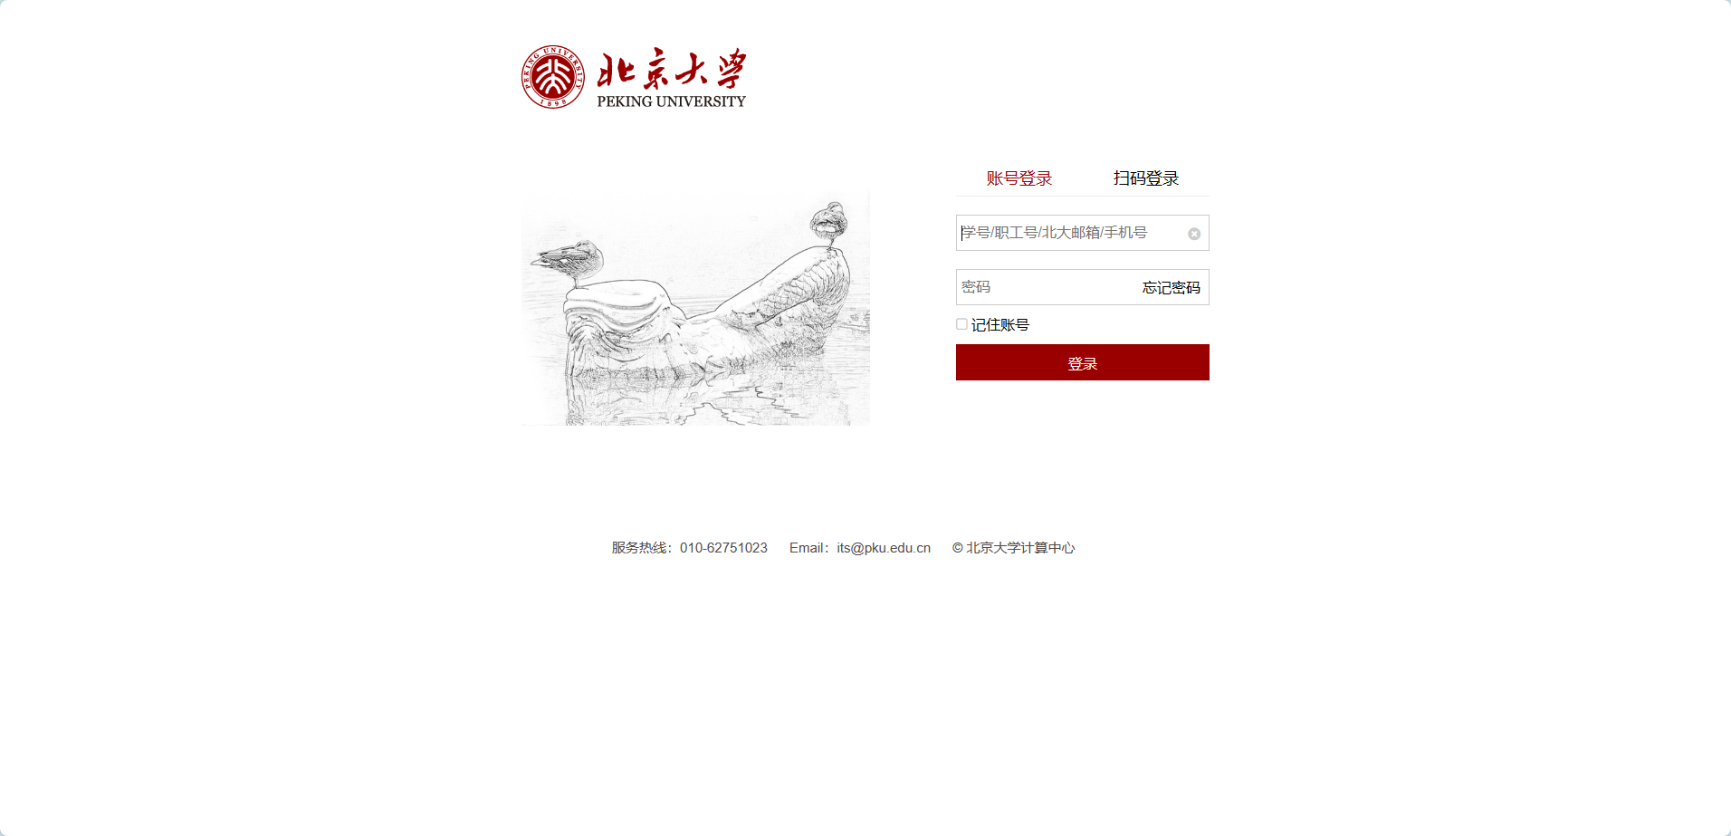 PEKING UNIVERSITY
1898
北京大学
PEKING UNIVERSITY
账号登录 扫码登录
学号/职工号/北大邮箱/手机号
密码 忘记密码
记住账号
登录
服务热线：010-62751023 Email：its@pku.edu.cn © 北京大学计算中心